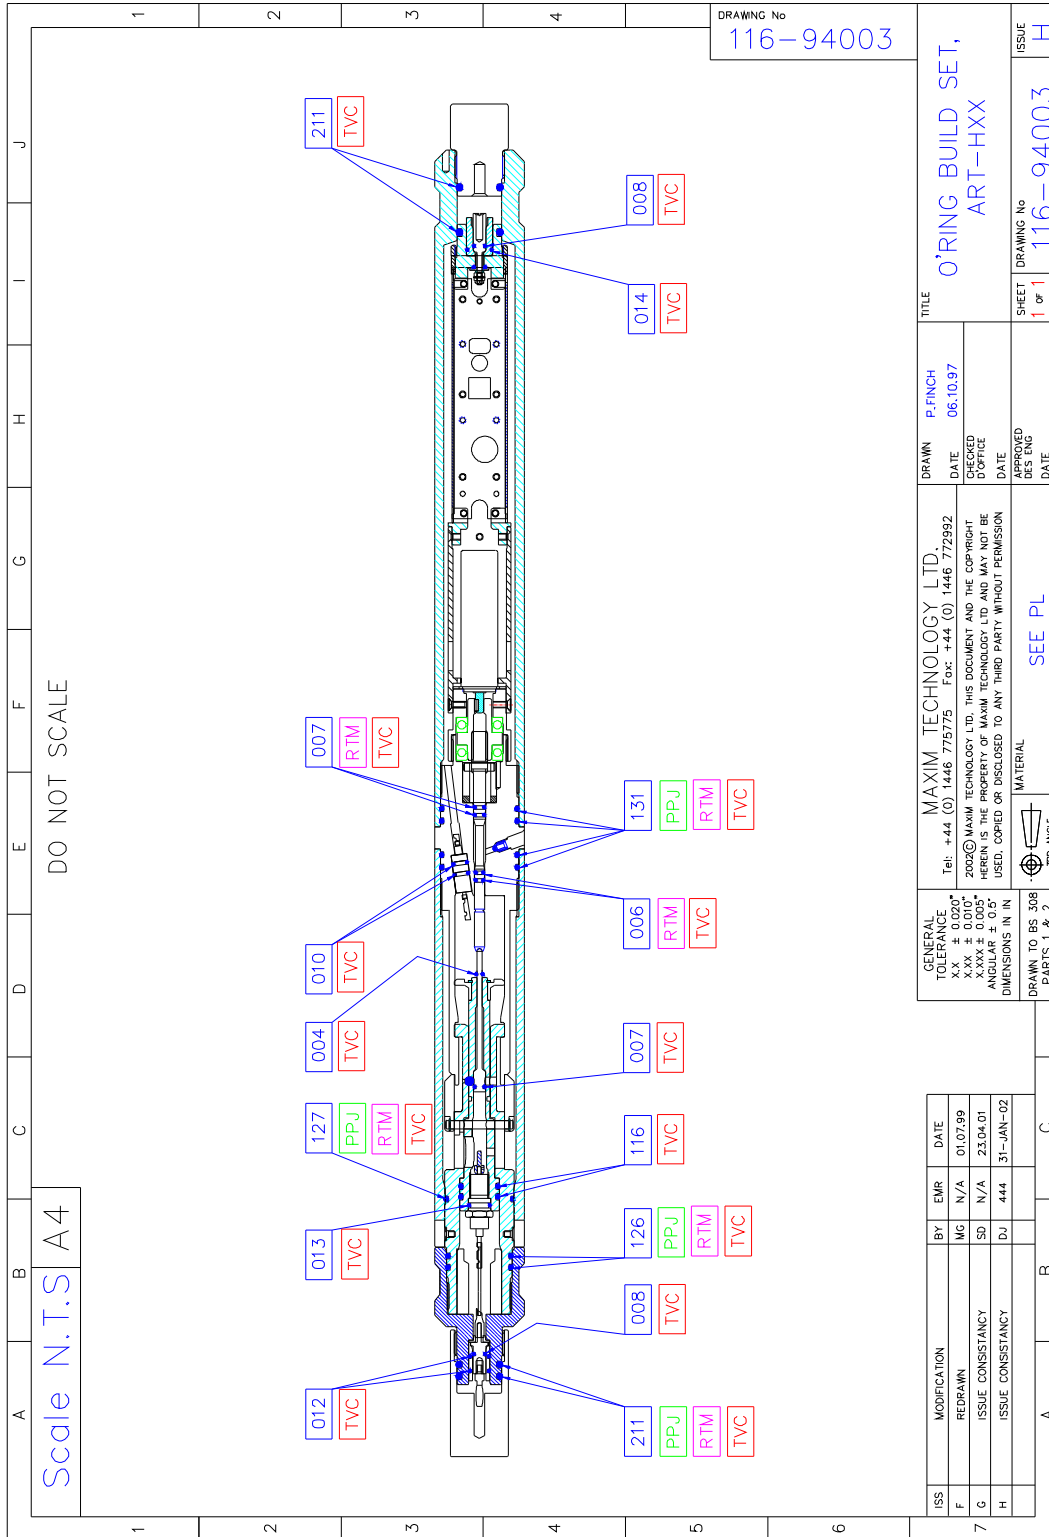 DRAWING No
116-94003
DO NOT SCALE
Scale N.T.S A4
A
B
C
D
E
F
G
H
I
J
1
2
3
4
1
2
3
4
5
6
7
A
B
C
012
TVC
013
TVC
127
PPJ
RTM
TVC
004
TVC
010
TVC
007
RTM
TVC
211
TVC
211
PPJ
RTM
TVC
008
TVC
126
PPJ
RTM
TVC
116
TVC
007
TVC
006
RTM
TVC
131
PPJ
RTM
TVC
014
TVC
008
TVC
ISS MODIFICATION BY EMR DATE
F REDRAWN MG N/A 01.07.99
G ISSUE CONSISTANCY SD N/A 23.04.01
H ISSUE CONSISTANCY DJ 444 31-JAN-02
GENERAL
TOLERANCE
X.X ± 0.020"
X.XX ± 0.010"
X.XXX ± 0.005"
ANGULAR ± 0.5°
DIMENSIONS IN IN
DRAWN TO BS 308
PARTS 1 & 2
MAXIM TECHNOLOGY LTD.
Tel: +44 (0) 1446 775775 Fax: +44 (0) 1446 772992
2002© MAXIM TECHNOLOGY LTD, THIS DOCUMENT AND THE COPYRIGHT
HEREIN IS THE PROPERTY OF MAXIM TECHNOLOGY LTD AND MAY NOT BE
USED, COPIED OR DISCLOSED TO ANY THIRD PARTY WITHOUT PERMISSION
MATERIAL
SEE PL
DRAWN P.FINCH
DATE 06.10.97
CHECKED
D'OFFICE
DATE
APPROVED
DES ENG
DATE
TITLE
O'RING BUILD SET,
ART-HXX
SHEET
1 OF 1
DRAWING No
116-94003
ISSUE
H